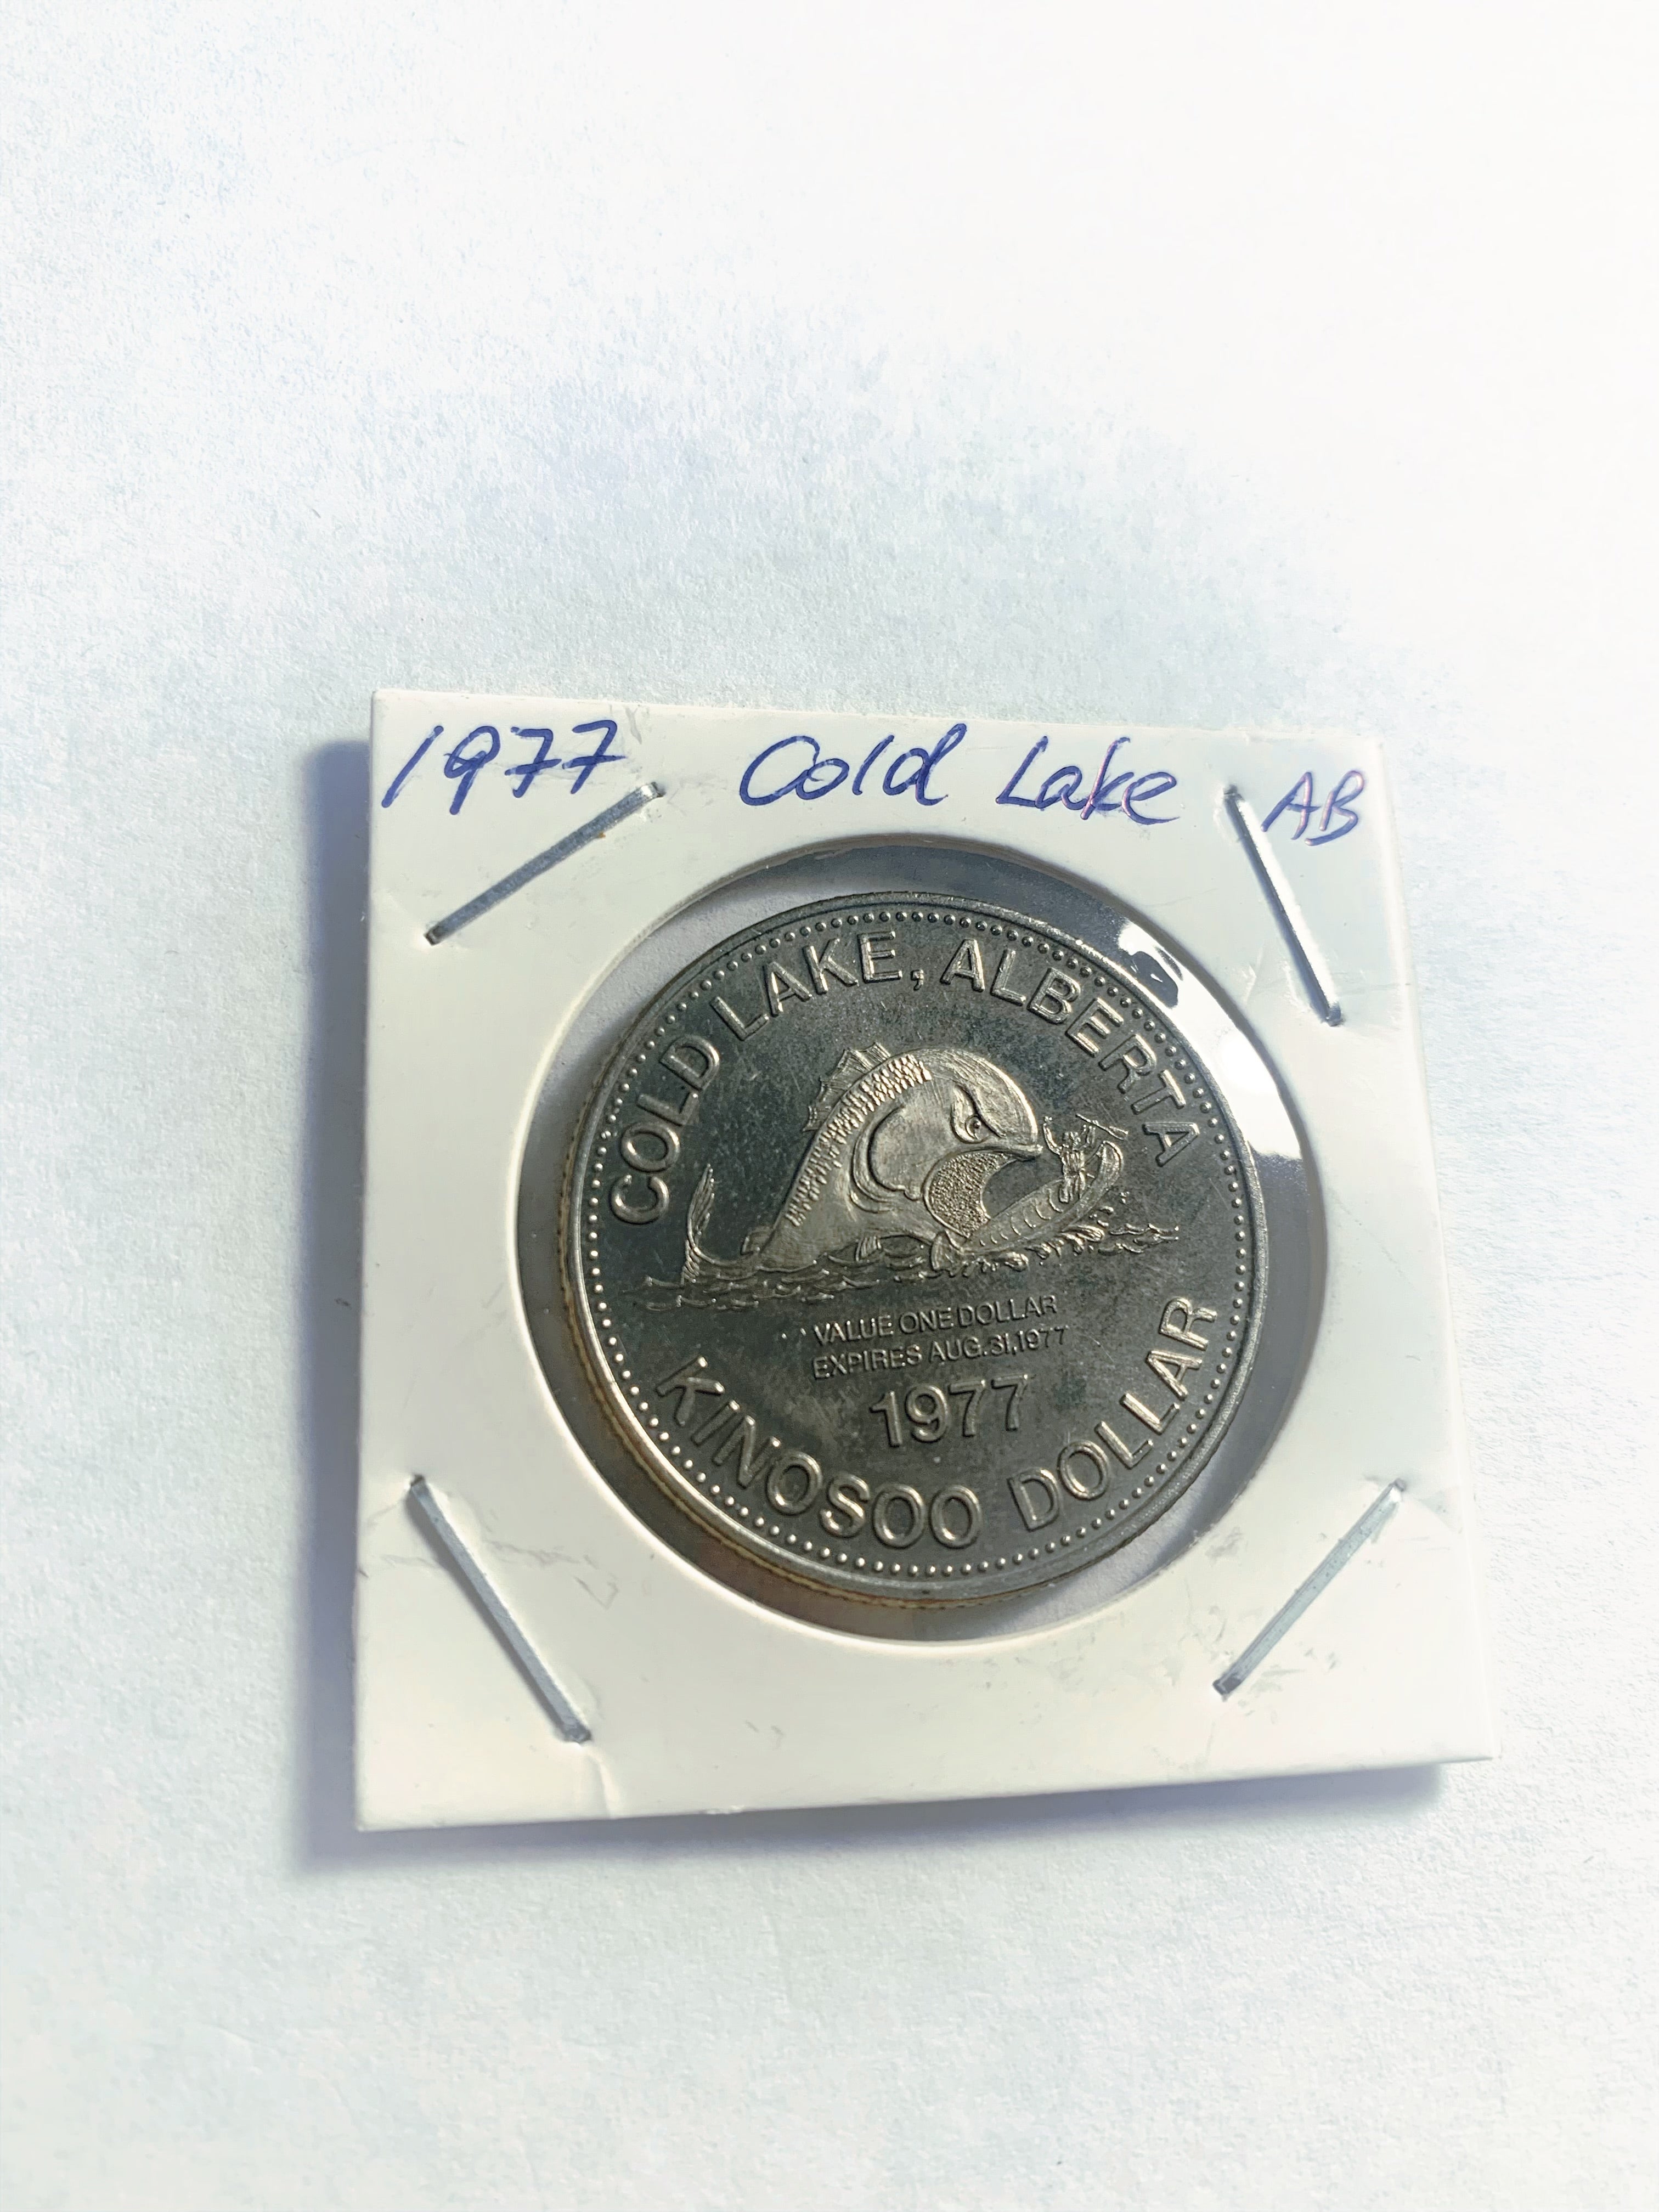 1977 Cold Lake AB
COLD LAKE, ALBERTA
VALUE ONE DOLLAR
EXPIRES AUG. 31, 1977
1977
KINOSOO DOLLAR